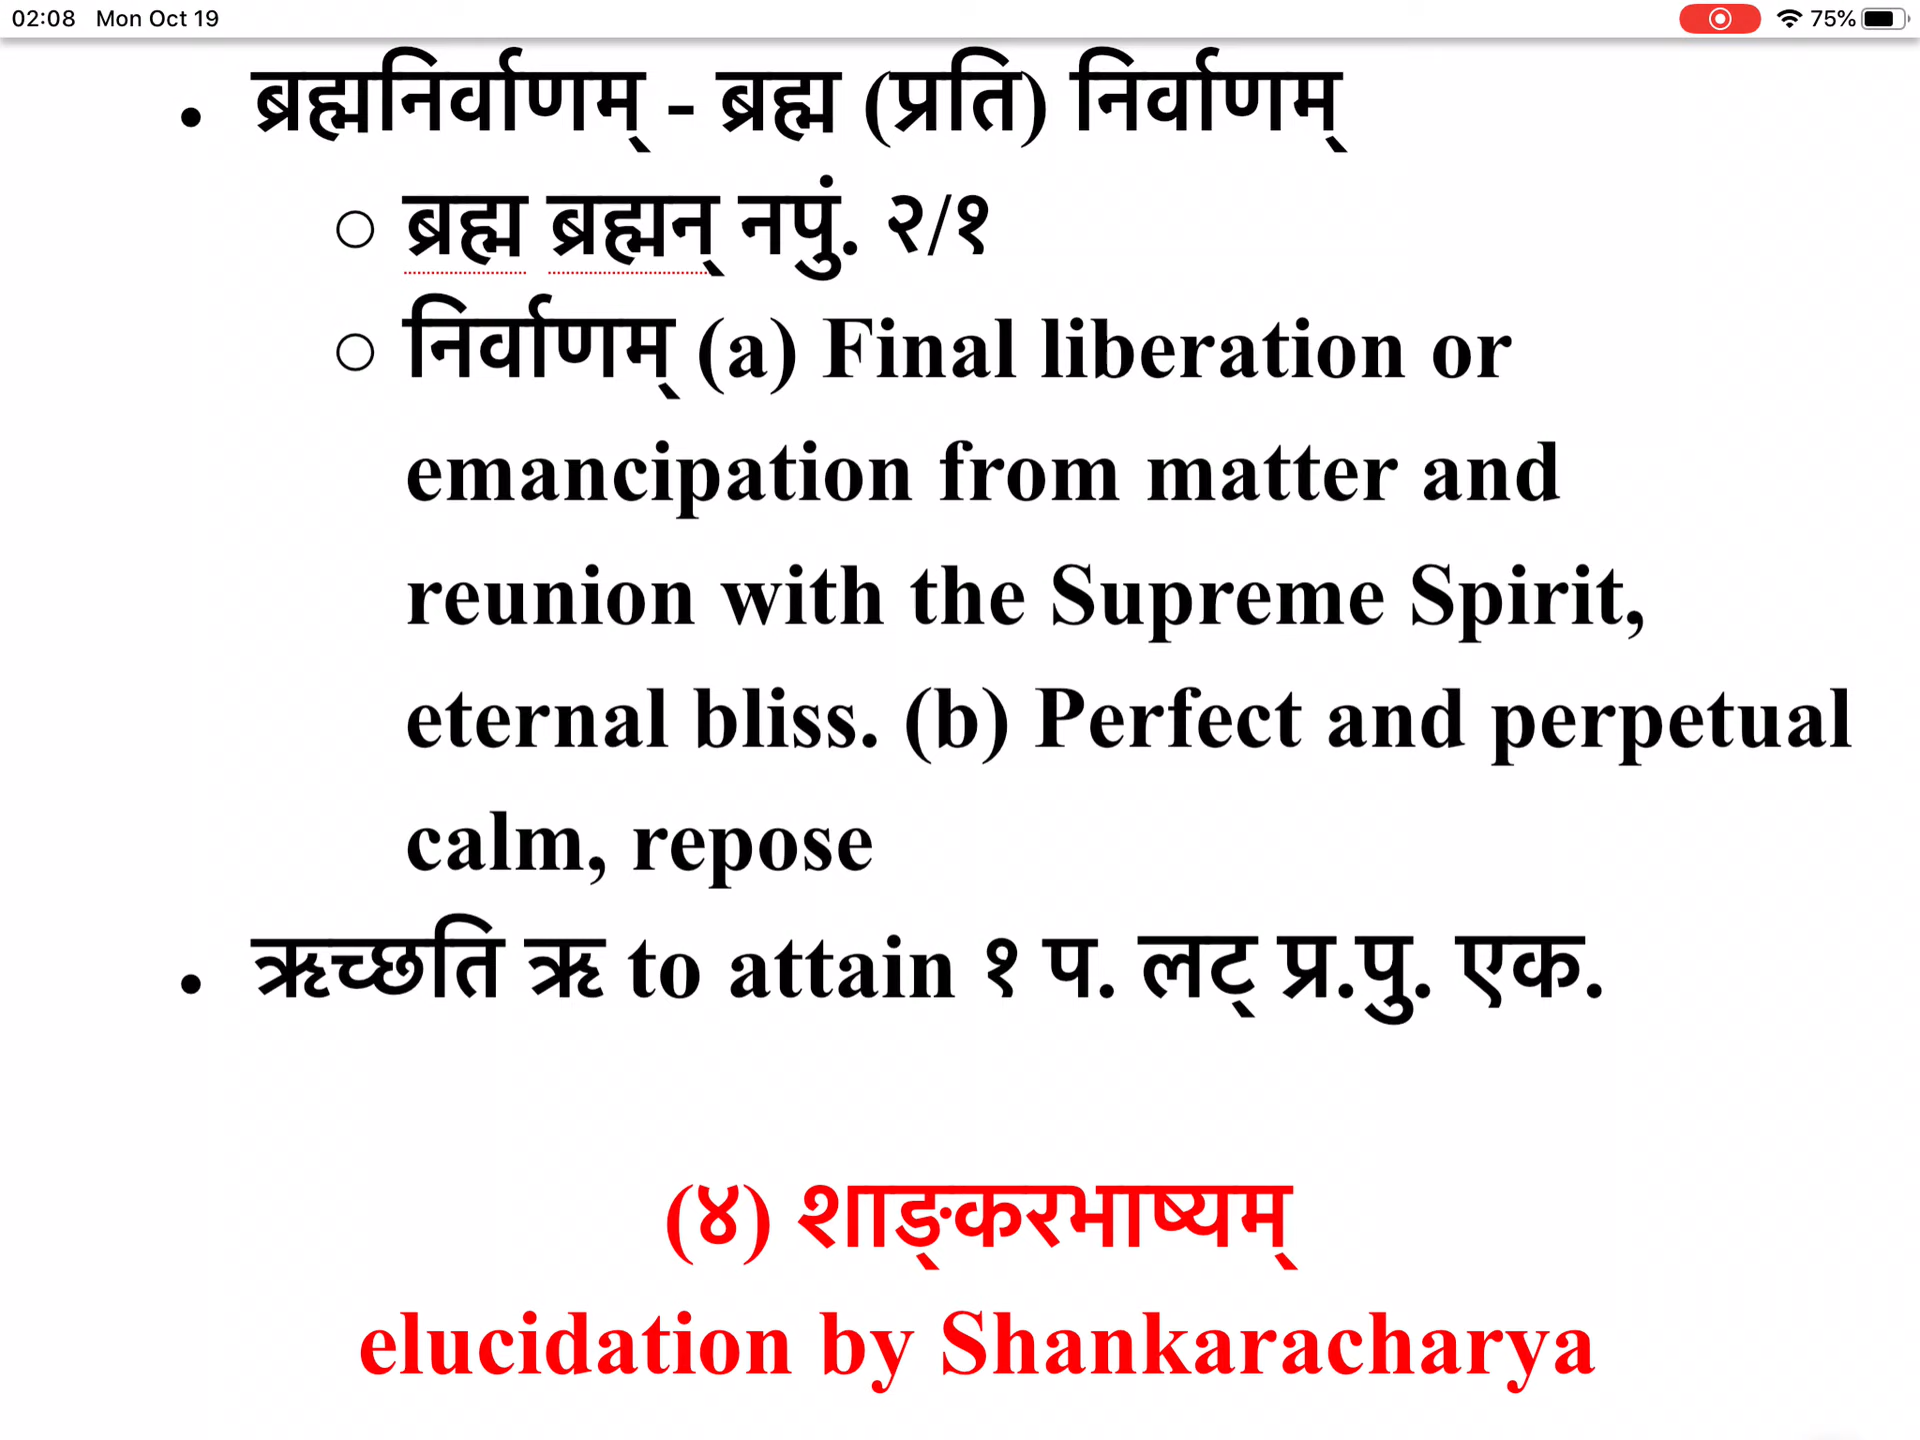 02:08 Mon Oct 19 75%
• ब्रह्मनिर्वाणम् - ब्रह्म (प्रति) निर्वाणम्
○ ब्रह्म ब्रह्मन् नपुं. २/१
○ निर्वाणम् (a) Final liberation or
emancipation from matter and
reunion with the Supreme Spirit,
eternal bliss. (b) Perfect and perpetual
calm, repose
• ऋच्छति ऋ to attain १ प. लट् प्र.पु. एक.
(४) शाङ्करभाष्यम्
elucidation by Shankaracharya